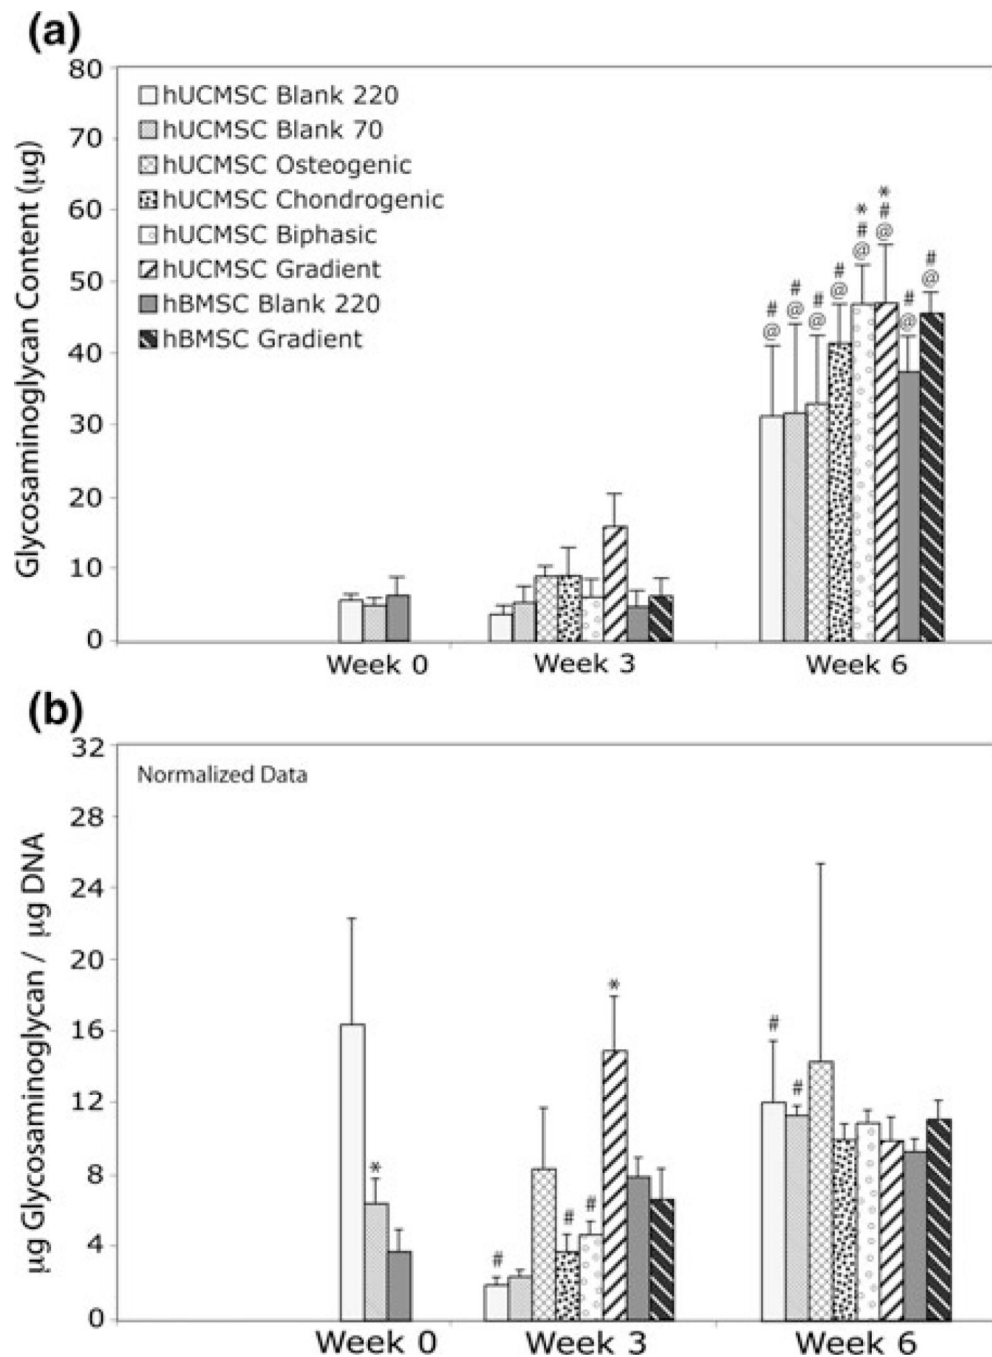 (a)
80
70
60
50
40
30
20
10
0
Glycosaminoglycan Content (µg)
hUCMSC Blank 220
hUCMSC Blank 70
hUCMSC Osteogenic
hUCMSC Chondrogenic
hUCMSC Biphasic
hUCMSC Gradient
hBMSC Blank 220
hBMSC Gradient
# @
# @
# @
# @
* # @
* # @
# @
# @
Week 0 Week 3 Week 6
(b)
32
28
24
20
16
12
8
4
0
µg Glycosaminoglycan / µg DNA
Normalized Data
*
#
#
#
*
#
#
Week 0 Week 3 Week 6